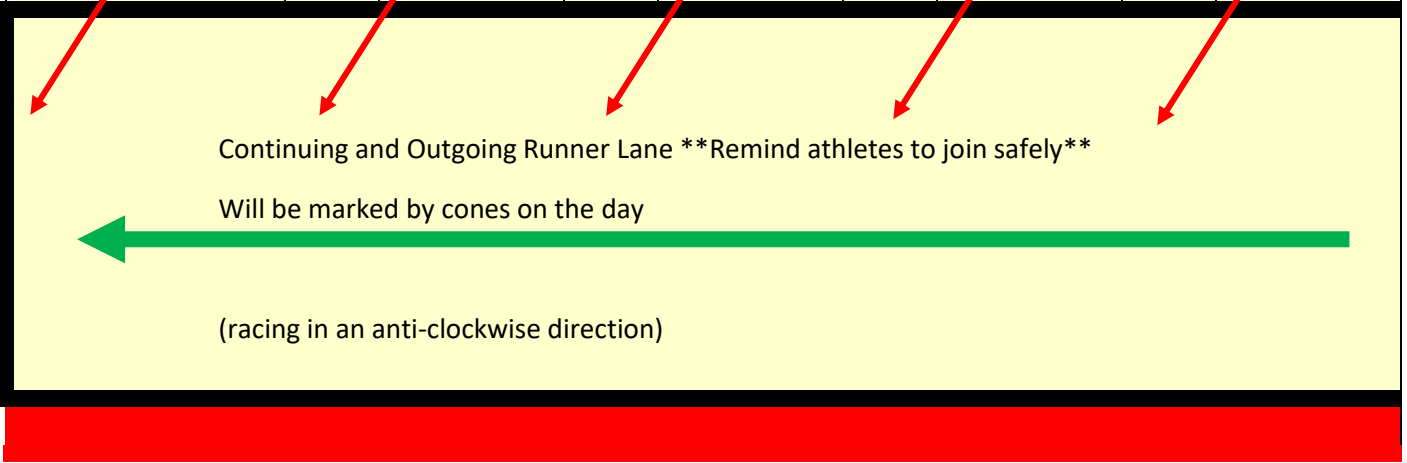 Continuing and Outgoing Runner Lane **Remind athletes to join safely**
Will be marked by cones on the day
(racing in an anti-clockwise direction)